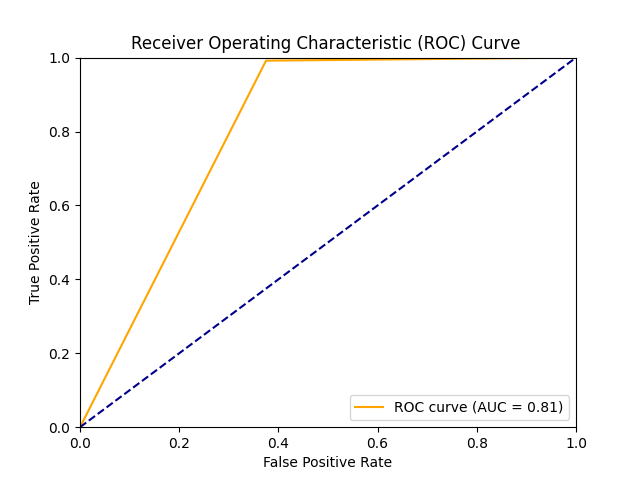 Receiver Operating Characteristic (ROC) Curve
True Positive Rate
1.0
0.8
0.6
0.4
0.2
0.0
ROC curve (AUC = 0.81)
0.0 0.2 0.4 0.6 0.8 1.0
False Positive Rate